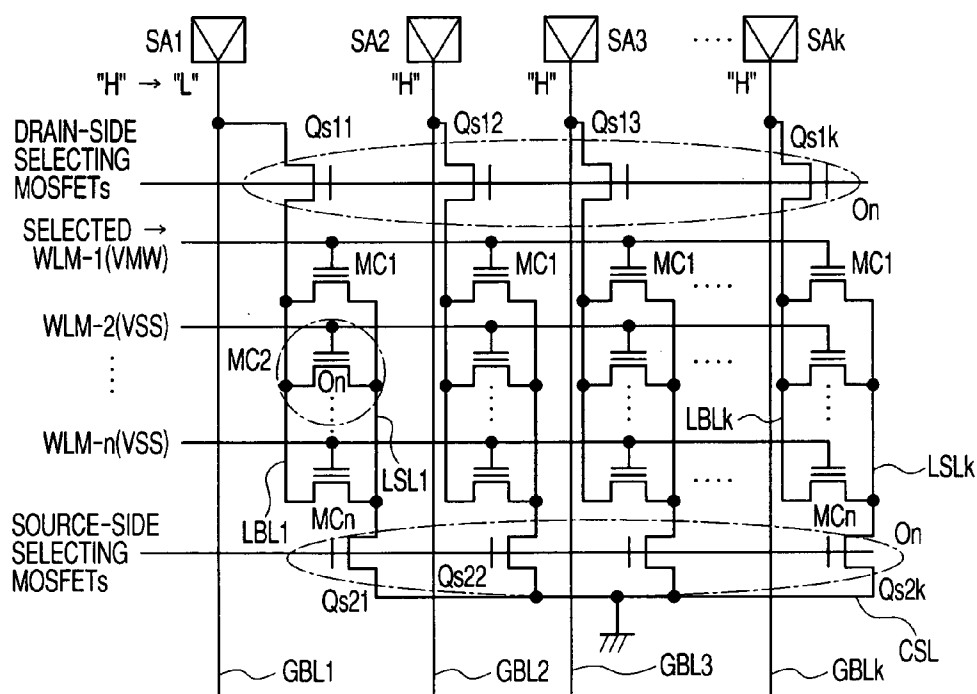 SA1 SA2 SA3 ···· SAk
"H" → "L" "H" "H" "H"
DRAIN-SIDE
SELECTING
MOSFETs
Qs11 Qs12 Qs13 Qs1k
On
SELECTED →
WLM-1(VMW)
MC1 MC1 MC1 ···· MC1
WLM-2(VSS)
MC2
On
····
WLM-n(VSS)
LBLk
LSL1 LSLk
LBL1
MCn ···· MCn
SOURCE-SIDE
SELECTING
MOSFETs
On
Qs21 Qs22 Qs2k
CSL
GBL1 GBL2 GBL3 GBLk